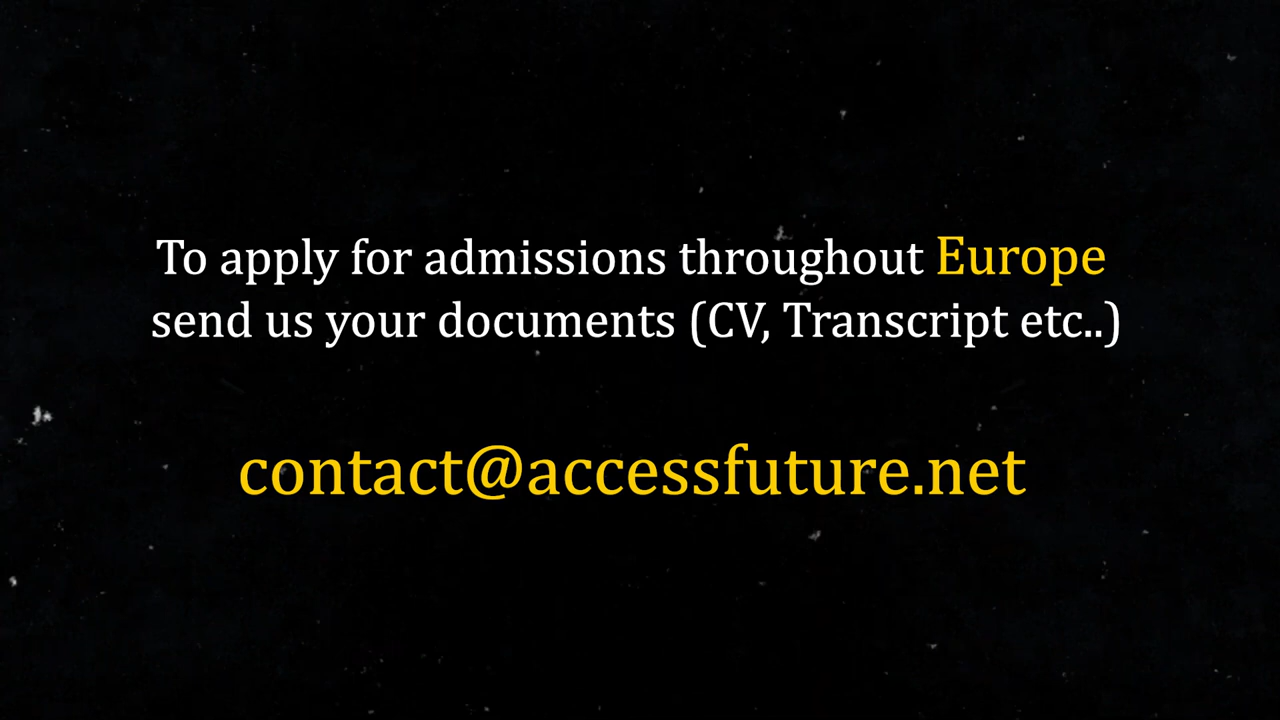 To apply for admissions throughout Europe
send us your documents (CV, Transcript etc..)
contact@accessfuture.net